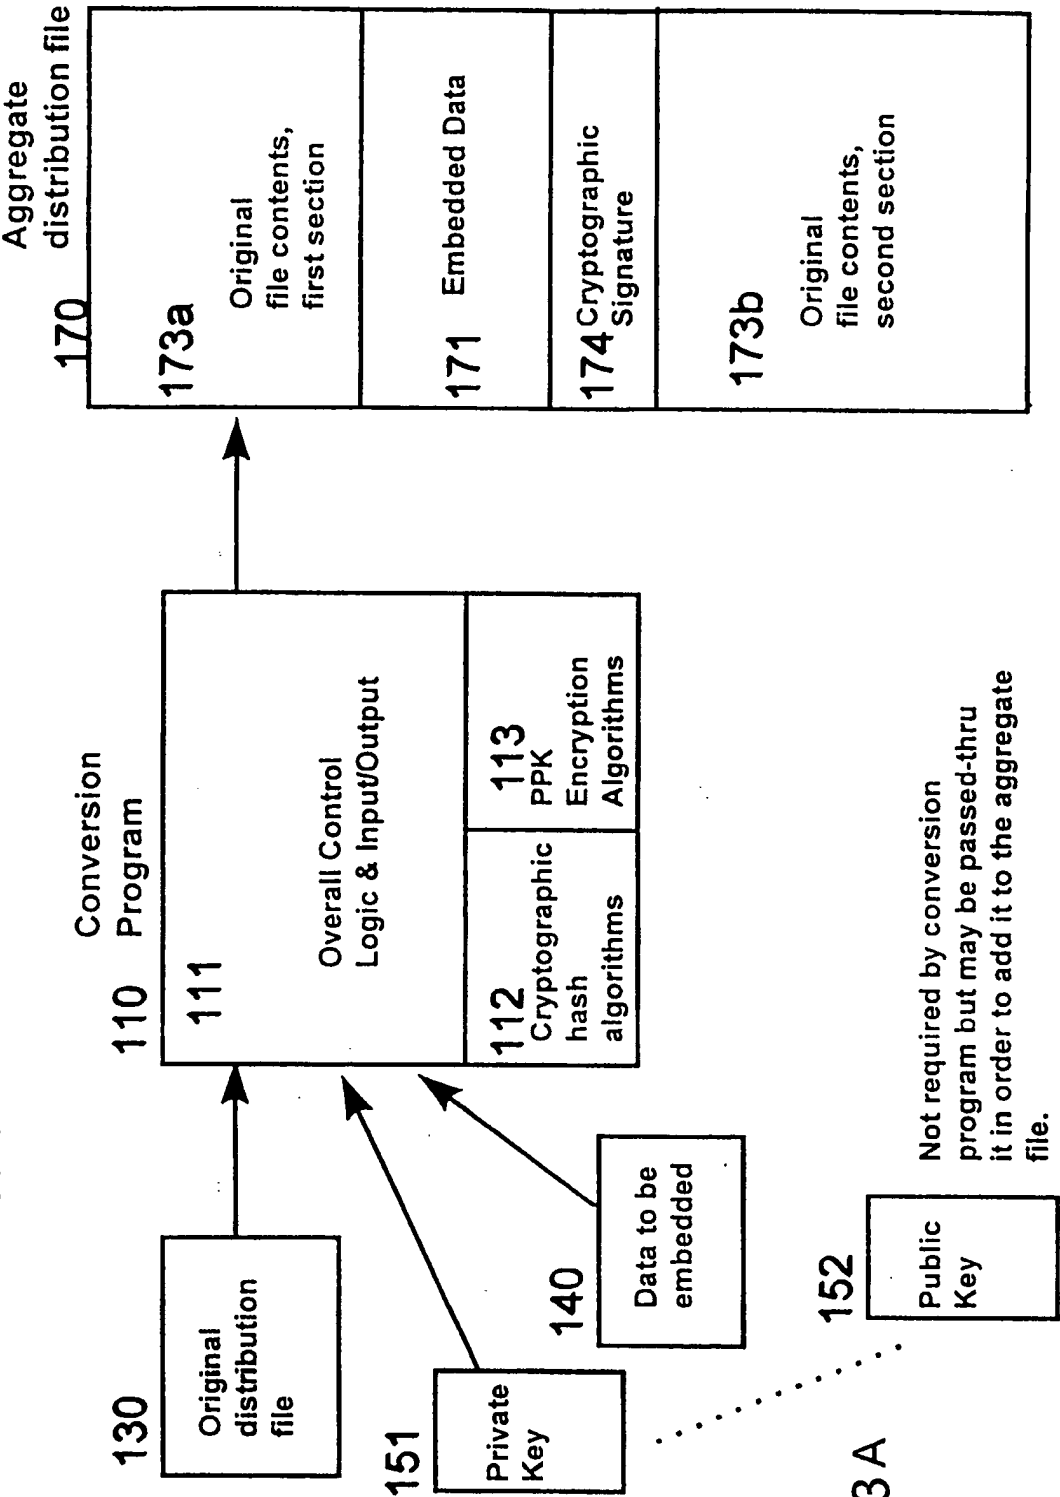 130
Original
distribution
file
151
Private
Key
140
Data to be
embedded
152
Public
Key
Not required by conversion
program but may be passed-thru
it in order to add it to the aggregate
file.
Conversion
110 Program
111
Overall Control
Logic & Input/Output
112
Cryptographic
hash
algorithms
113
PPK
Encryption
Algorithms
Aggregate
distribution file
170
173a
Original
file contents,
first section
171
Embedded Data
174 Cryptographic
Signature
173b
Original
file contents,
second section
3A